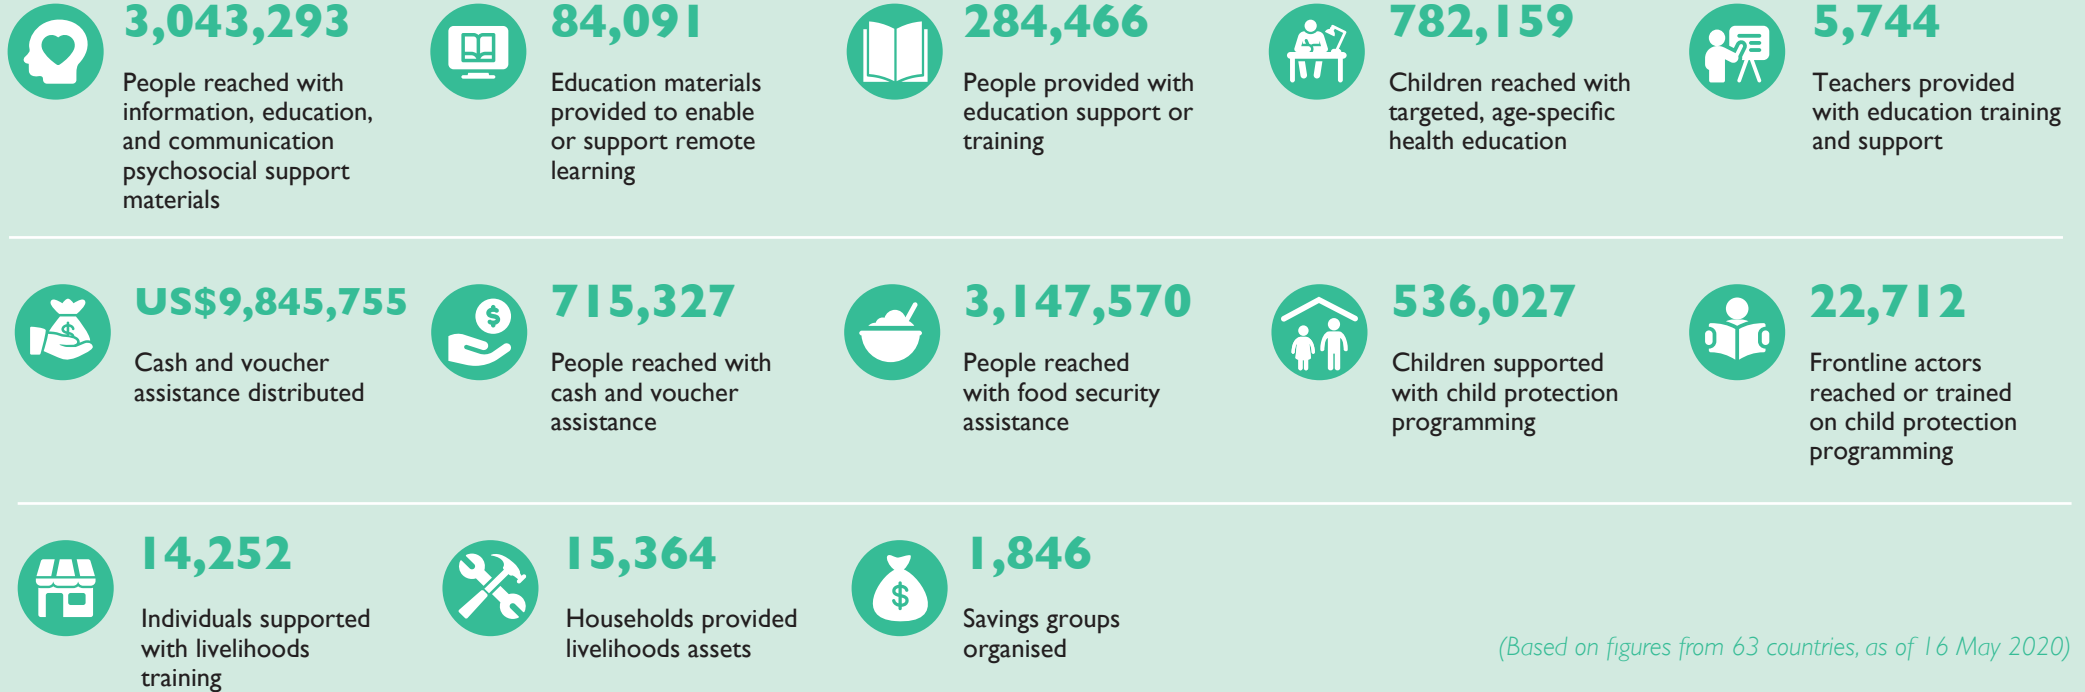 3,043,293
People reached with
information, education,
and communication
psychosocial support
materials
84,091
Education materials
provided to enable
or support remote
learning
284,466
People provided with
education support or
training
782,159
Children reached with
targeted, age-specific
health education
5,744
Teachers provided
with education training
and support
US$9,845,755
Cash and voucher
assistance distributed
715,327
People reached with
cash and voucher
assistance
3,147,570
People reached
with food security
assistance
536,027
Children supported
with child protection
programming
22,712
Frontline actors
reached or trained
on child protection
programming
14,252
Individuals supported
with livelihoods
training
15,364
Households provided
livelihoods assets
1,846
Savings groups
organised
(Based on figures from 63 countries, as of 16 May 2020)